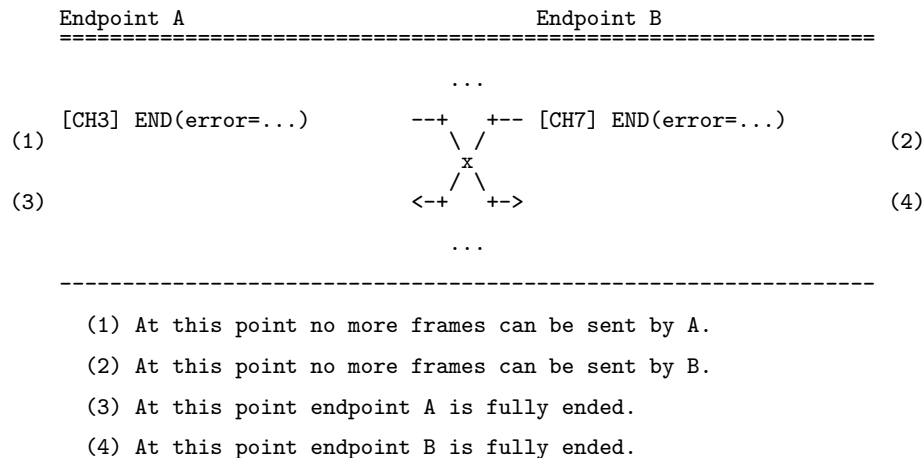 Endpoint A                                      Endpoint B
=================================================================
...
[CH3] END(error=...)        --+   +-- [CH7] END(error=...)
(1)                              \ /                              (2)
x
/ \
(3)                           <-+   +->                           (4)
...
-----------------------------------------------------------------
(1) At this point no more frames can be sent by A.
(2) At this point no more frames can be sent by B.
(3) At this point endpoint A is fully ended.
(4) At this point endpoint B is fully ended.